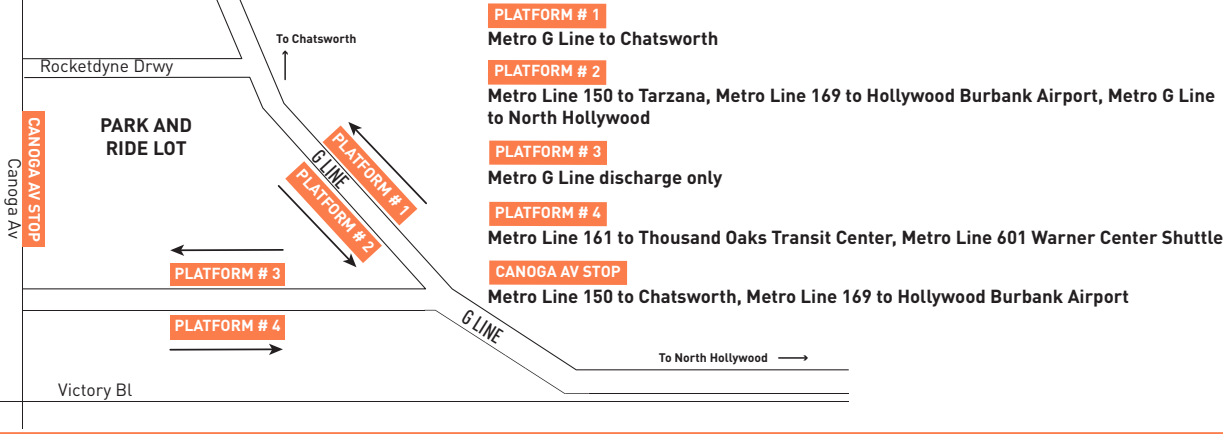 To Chatsworth
Rocketdyne Drwy
PARK AND
RIDE LOT
CANOGA AV STOP
Canoga Av
PLATFORM # 1
G LINE
PLATFORM # 2
PLATFORM # 3
PLATFORM # 4
G LINE
To North Hollywood
Victory Bl
PLATFORM # 1
Metro G Line to Chatsworth
PLATFORM # 2
Metro Line 150 to Tarzana, Metro Line 169 to Hollywood Burbank Airport, Metro G Line
to North Hollywood
PLATFORM # 3
Metro G Line discharge only
PLATFORM # 4
Metro Line 161 to Thousand Oaks Transit Center, Metro Line 601 Warner Center Shuttle
CANOGA AV STOP
Metro Line 150 to Chatsworth, Metro Line 169 to Hollywood Burbank Airport